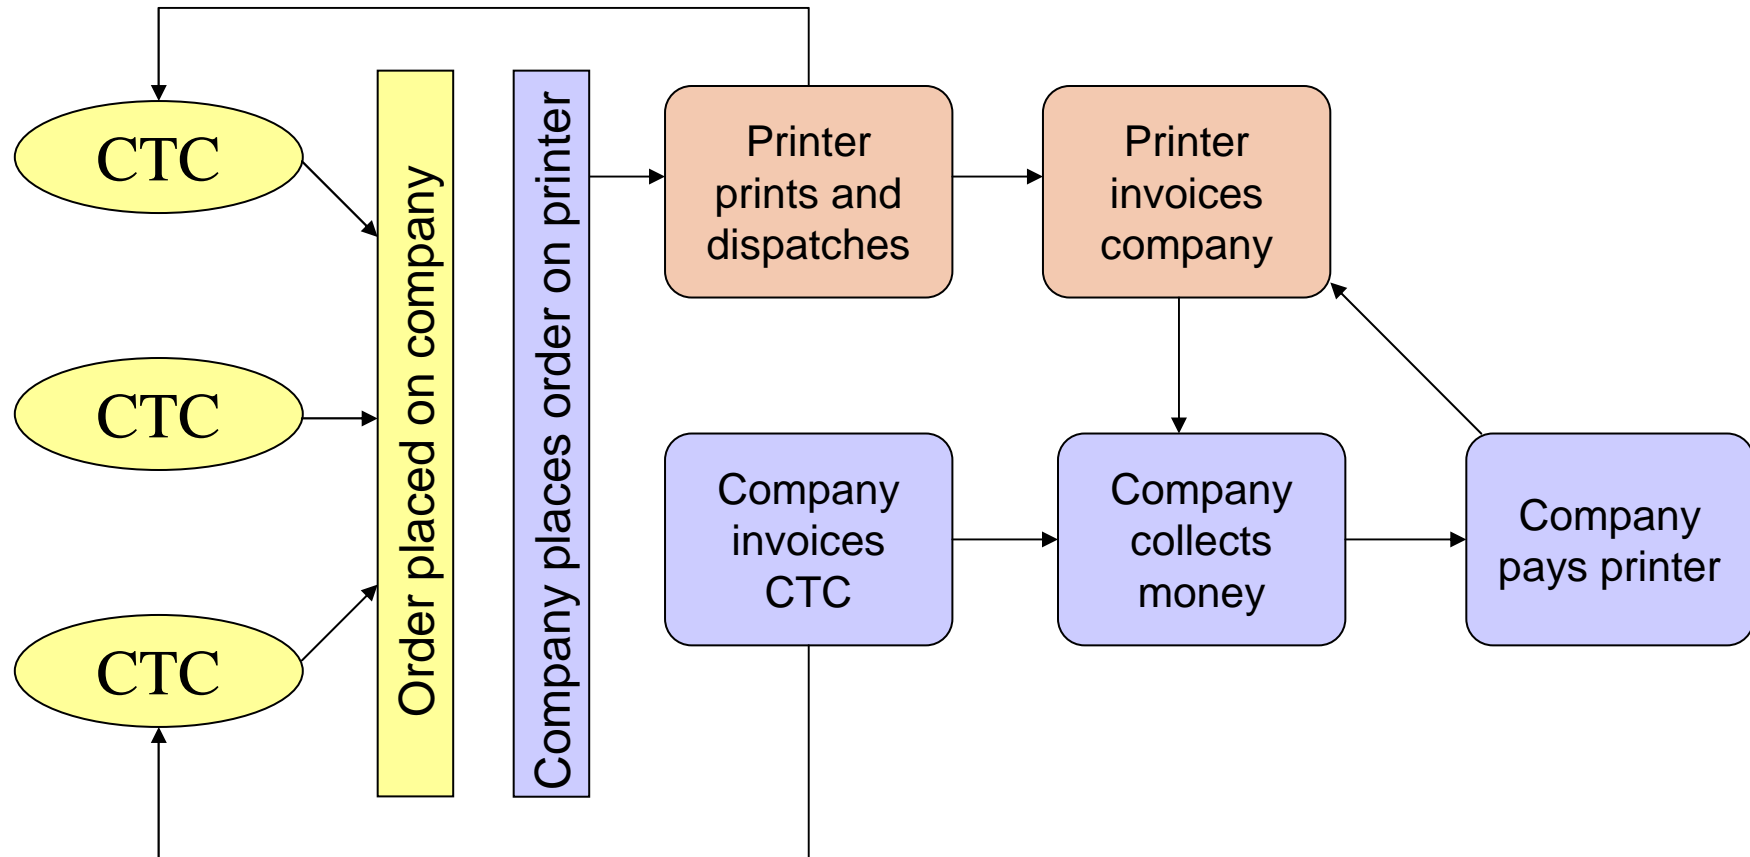 CTC
CTC
CTC
Order placed on company
Company places order on printer
Printer
prints and
dispatches
Printer
invoices
company
Company
invoices
CTC
Company
collects
money
Company
pays printer